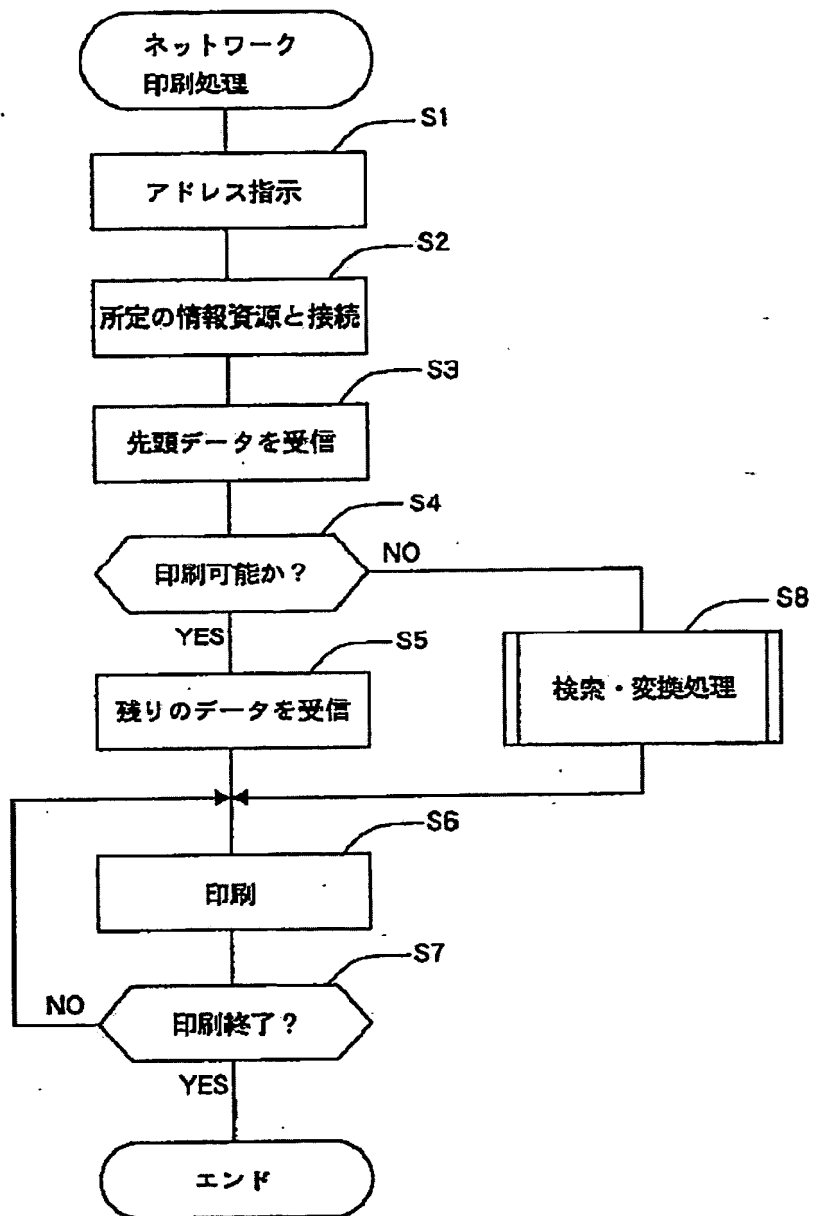 ネットワーク
印刷処理
S1
アドレス指示
S2
所定の情報資源と接続
S3
先頭データを受信
S4
印刷可能か?
NO
YES
S8
検索・変換処理
S5
残りのデータを受信
S6
印刷
S7
印刷終了?
NO
YES
エンド